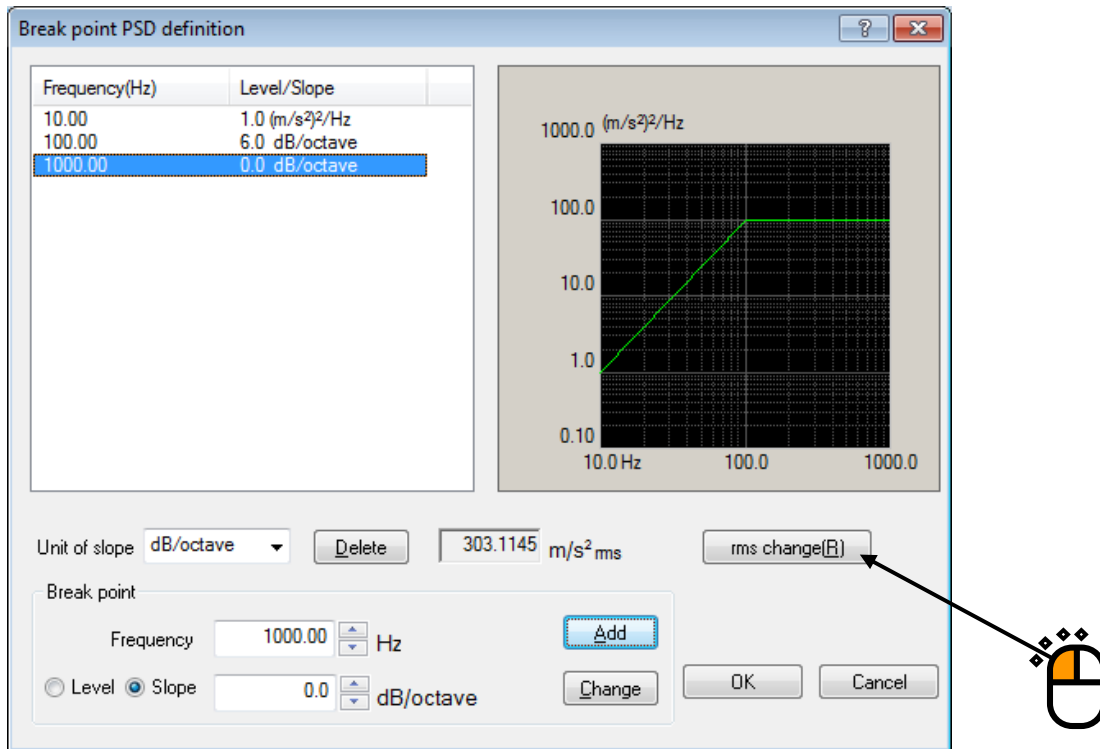 Break point PSD definition
Frequency(Hz) Level/Slope
10.00 1.0 (m/s²)²/Hz
100.00 6.0 dB/octave
1000.00 0.0 dB/octave
1000.0 (m/s²)²/Hz
100.0
10.0
1.0
0.10
10.0 Hz 100.0 1000.0
Unit of slope dB/octave Delete 303.1145 m/s² rms rms change(R)
Break point
Frequency 1000.00 Hz Add
Level Slope 0.0 dB/octave Change OK Cancel